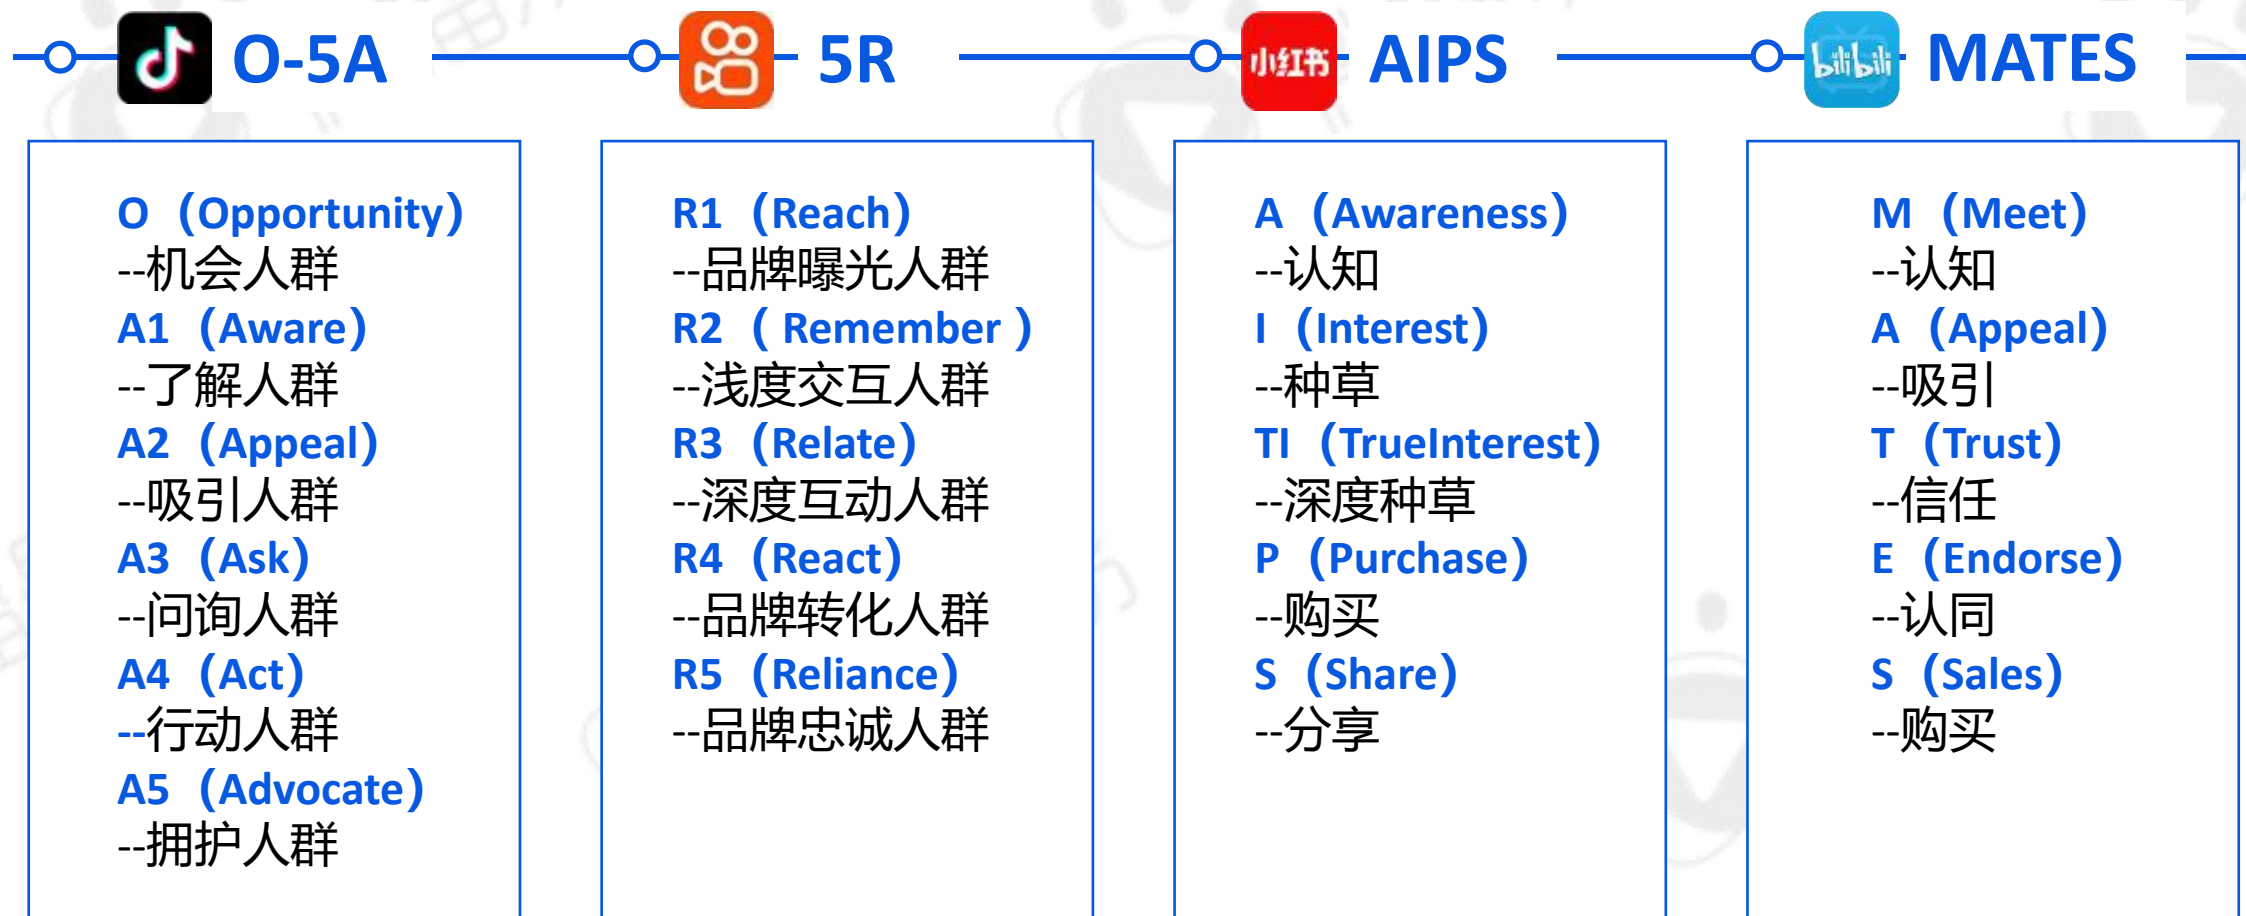 O-5A
O（Opportunity）
--机会人群
A1（Aware）
--了解人群
A2（Appeal）
--吸引人群
A3（Ask）
--问询人群
A4（Act）
--行动人群
A5（Advocate）
--拥护人群
5R
R1（Reach）
--品牌曝光人群
R2（ Remember ）
--浅度交互人群
R3（Relate）
--深度互动人群
R4（React）
--品牌转化人群
R5（Reliance）
--品牌忠诚人群
小红书
AIPS
A（Awareness）
--认知
I（Interest）
--种草
TI（TrueInterest）
--深度种草
P（Purchase）
--购买
S（Share）
--分享
bilibili
MATES
M（Meet）
--认知
A（Appeal）
--吸引
T（Trust）
--信任
E（Endorse）
--认同
S（Sales）
--购买